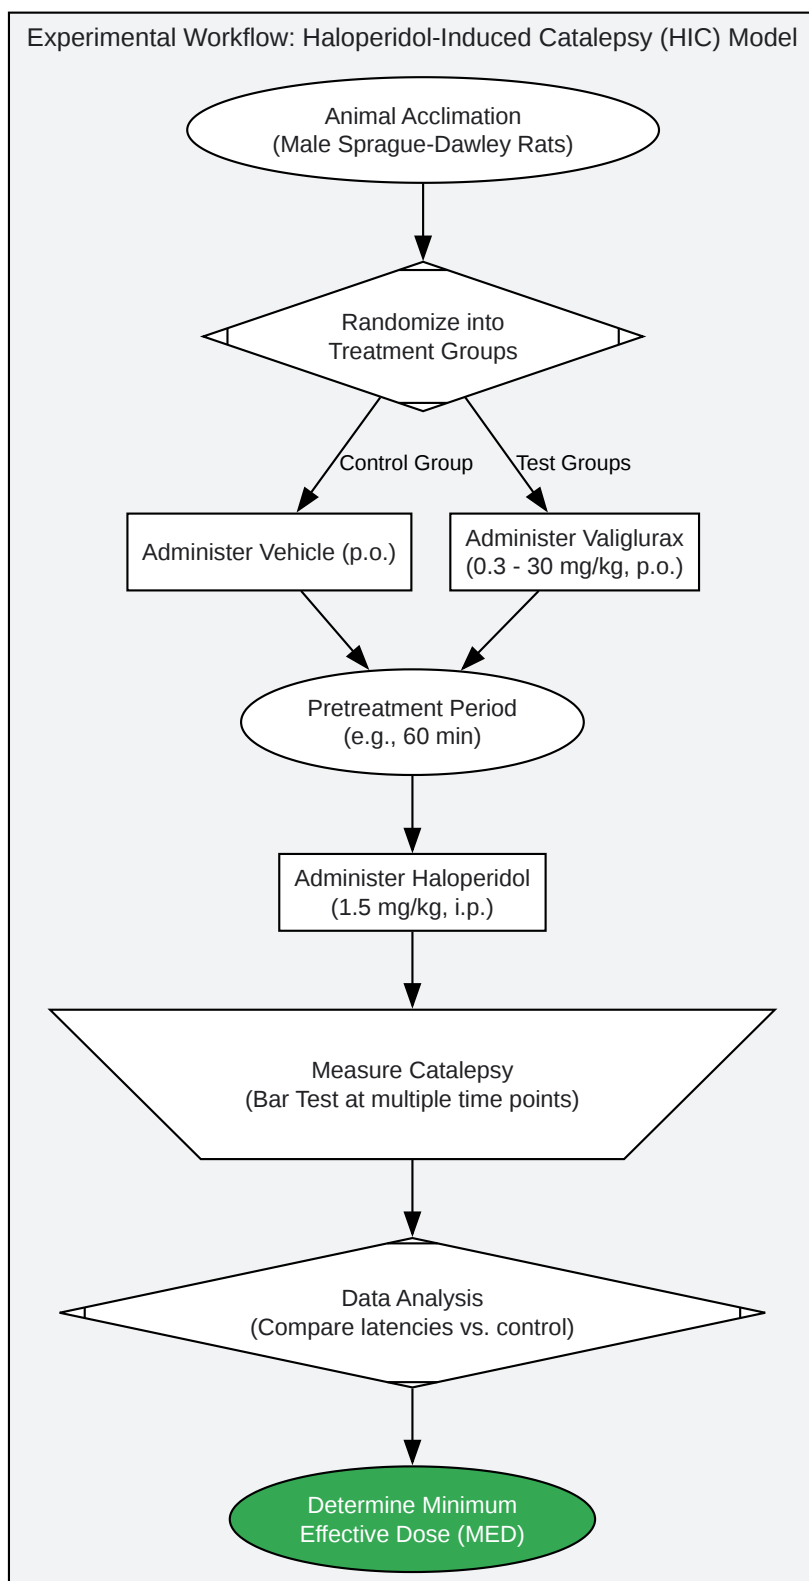 Experimental Workflow: Haloperidol-Induced Catalepsy (HIC) Model
Animal Acclimation
(Male Sprague-Dawley Rats)
Randomize into
Treatment Groups
Control Group
Test Groups
Administer Vehicle (p.o.)
Administer Valiglurax
(0.3 - 30 mg/kg, p.o.)
Pretreatment Period
(e.g., 60 min)
Administer Haloperidol
(1.5 mg/kg, i.p.)
Measure Catalepsy
(Bar Test at multiple time points)
Data Analysis
(Compare latencies vs. control)
Determine Minimum
Effective Dose (MED)